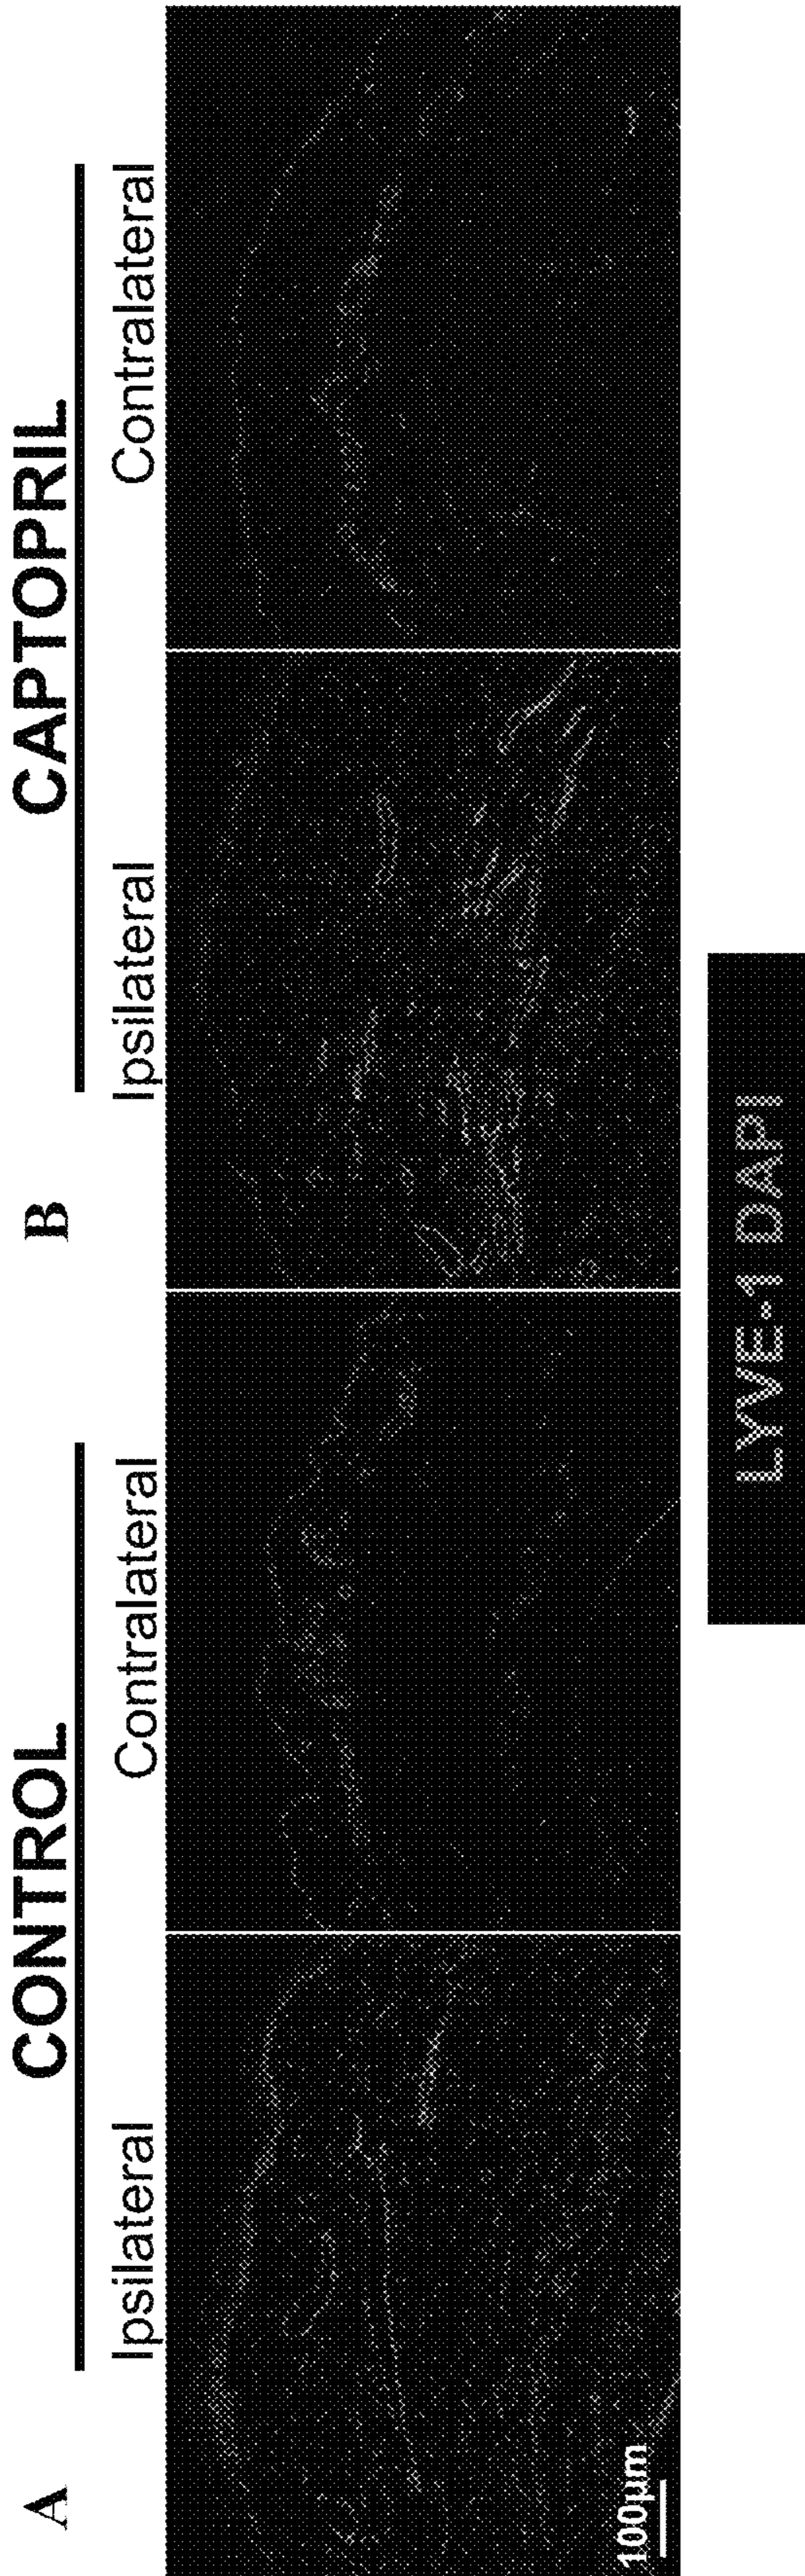 A
CONTROL
Ipsilateral
Contralateral
B
CAPTOPRIL
Ipsilateral
Contralateral
100µm
LYVE-1 DAPI